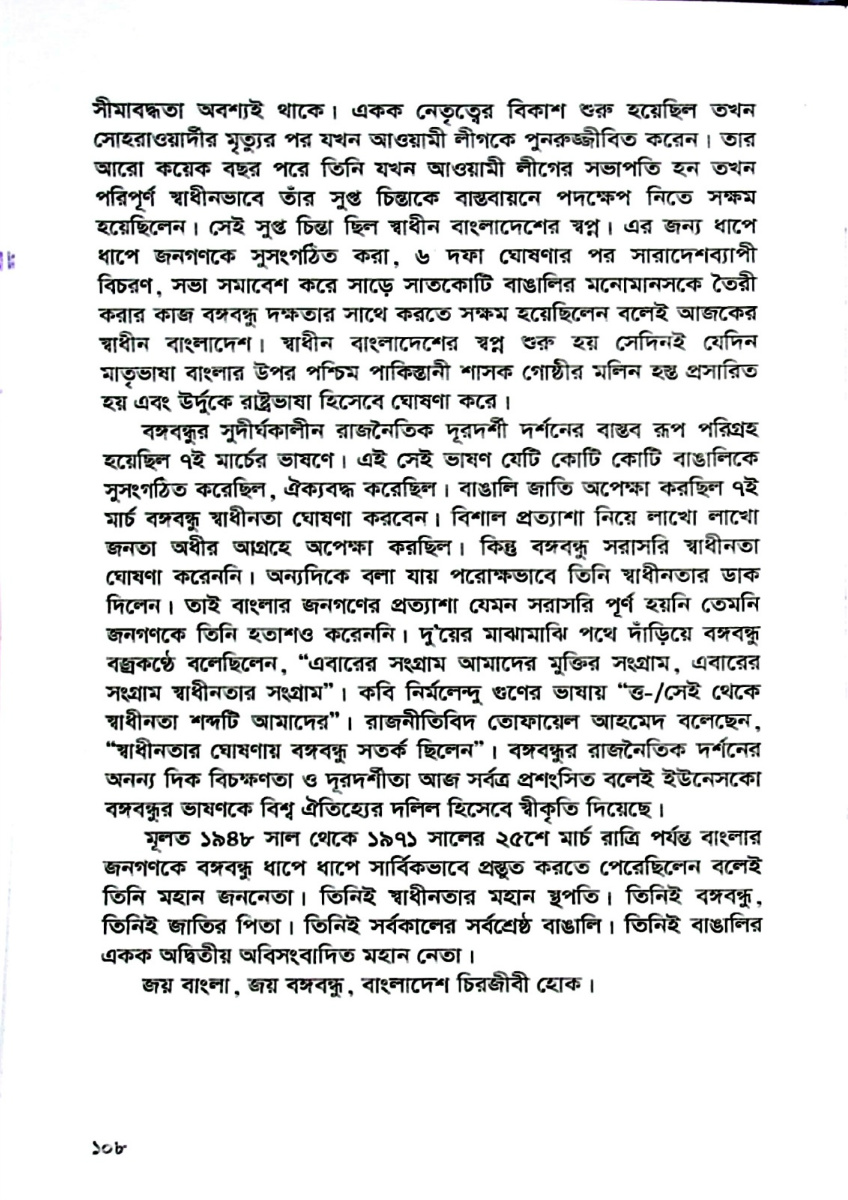 সীমাবদ্ধতা অবশ্যই থাকে। একক নেতৃত্বের বিকাশ শুরু হয়েছিল তখন
সোহরাওয়ার্দীর মৃত্যুর পর যখন আওয়ামী লীগকে পুনরুজ্জীবিত করেন। তার
আরো কয়েক বছর পরে তিনি যখন আওয়ামী লীগের সভাপতি হন তখন
পরিপূর্ণ স্বাধীনভাবে তাঁর সুপ্ত চিন্তাকে বাস্তবায়নে পদক্ষেপ নিতে সক্ষম
হয়েছিলেন। সেই সুপ্ত চিন্তা ছিল স্বাধীন বাংলাদেশের স্বপ্ন। এর জন্য ধাপে
ধাপে জনগণকে সুসংগঠিত করা, ৬ দফা ঘোষণার পর সারাদেশব্যাপী
বিচরণ, সভা সমাবেশ করে সাড়ে সাতকোটি বাঙালির মনোমানসকে তৈরী
করার কাজ বঙ্গবন্ধু দক্ষতার সাথে করতে সক্ষম হয়েছিলেন বলেই আজকের
স্বাধীন বাংলাদেশ। স্বাধীন বাংলাদেশের স্বপ্ন শুরু হয় সেদিনই যেদিন
মাতৃভাষা বাংলার উপর পশ্চিম পাকিস্তানী শাসক গোষ্ঠীর মলিন হস্ত প্রসারিত
হয় এবং উর্দুকে রাষ্ট্রভাষা হিসেবে ঘোষণা করে।
বঙ্গবন্ধুর সুদীর্ঘকালীন রাজনৈতিক দূরদর্শী দর্শনের বাস্তব রূপ পরিগ্রহ
হয়েছিল ৭ই মার্চের ভাষণে। এই সেই ভাষণ যেটি কোটি কোটি বাঙালিকে
সুসংগঠিত করেছিল, ঐক্যবদ্ধ করেছিল। বাঙালি জাতি অপেক্ষা করছিল ৭ই
মার্চ বঙ্গবন্ধু স্বাধীনতা ঘোষণা করবেন। বিশাল প্রত্যাশা নিয়ে লাখো লাখো
জনতা অধীর আগ্রহে অপেক্ষা করছিল। কিন্তু বঙ্গবন্ধু সরাসরি স্বাধীনতা
ঘোষণা করেননি। অন্যদিকে বলা যায় পরোক্ষভাবে তিনি স্বাধীনতার ডাক
দিলেন। তাই বাংলার জনগণের প্রত্যাশা যেমন সরাসরি পূর্ণ হয়নি তেমনি
জনগণকে তিনি হতাশও করেননি। দু'য়ের মাঝামাঝি পথে দাঁড়িয়ে বঙ্গবন্ধু
বজ্রকণ্ঠে বলেছিলেন, “এবারের সংগ্রাম আমাদের মুক্তির সংগ্রাম, এবারের
সংগ্রাম স্বাধীনতার সংগ্রাম”। কবি নির্মলেন্দু গুণের ভাষায় “ত্ত-/সেই থেকে
স্বাধীনতা শব্দটি আমাদের”। রাজনীতিবিদ তোফায়েল আহমেদ বলেছেন,
“স্বাধীনতার ঘোষণায় বঙ্গবন্ধু সতর্ক ছিলেন”। বঙ্গবন্ধুর রাজনৈতিক দর্শনের
অনন্য দিক বিচক্ষণতা ও দূরদর্শীতা আজ সর্বত্র প্রশংসিত বলেই ইউনেসকো
বঙ্গবন্ধুর ভাষণকে বিশ্ব ঐতিহ্যের দলিল হিসেবে স্বীকৃতি দিয়েছে।
মূলত ১৯৪৮ সাল থেকে ১৯৭১ সালের ২৫শে মার্চ রাত্রি পর্যন্ত বাংলার
জনগণকে বঙ্গবন্ধু ধাপে ধাপে সার্বিকভাবে প্রস্তুত করতে পেরেছিলেন বলেই
তিনি মহান জননেতা। তিনিই স্বাধীনতার মহান স্থপতি। তিনিই বঙ্গবন্ধু,
তিনিই জাতির পিতা। তিনিই সর্বকালের সর্বশ্রেষ্ঠ বাঙালি। তিনিই বাঙালির
একক অদ্বিতীয় অবিসংবাদিত মহান নেতা।
জয় বাংলা, জয় বঙ্গবন্ধু, বাংলাদেশ চিরজীবী হোক।
১০৮